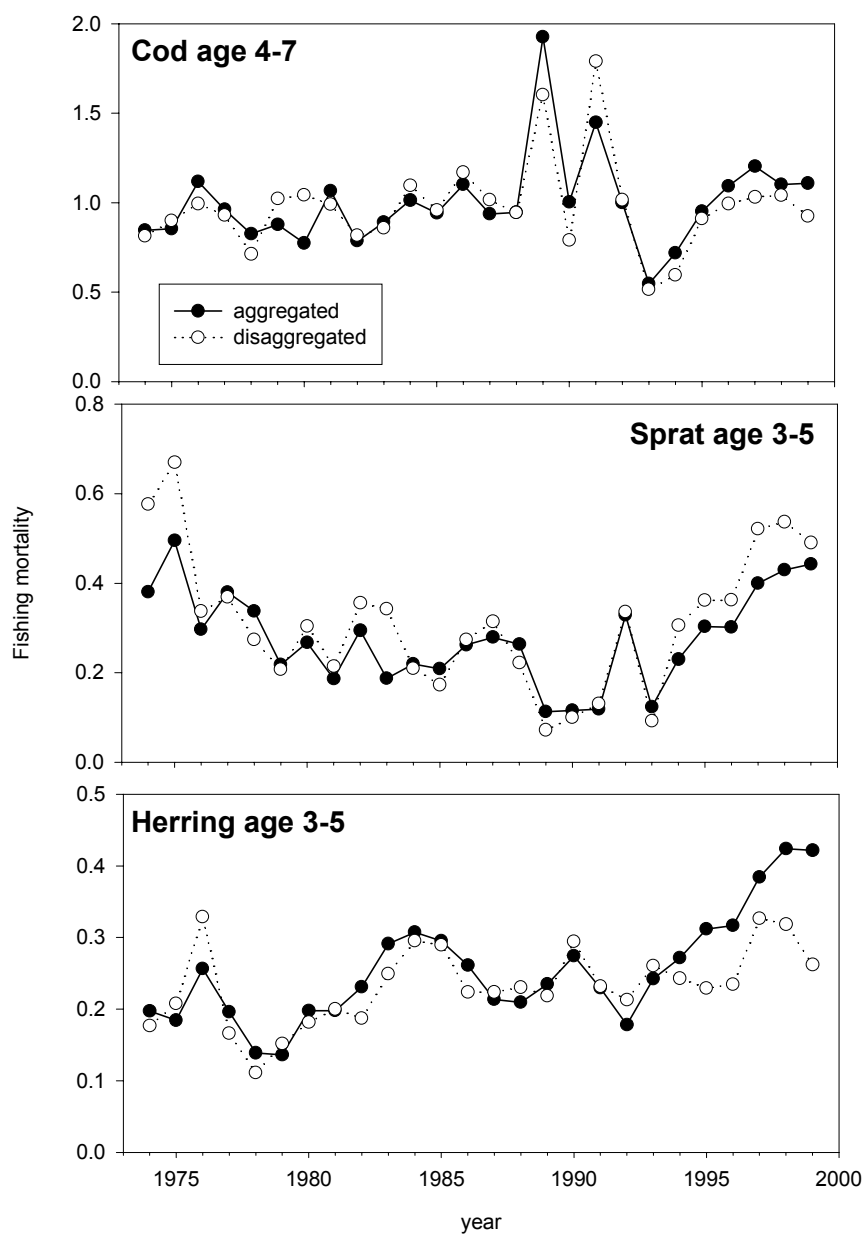 Cod age 4-7
2.0
1.5
1.0
0.5
0.0
aggregated
disaggregated
Sprat age 3-5
0.8
0.6
0.4
0.2
0.0
Fishing mortality
Herring age 3-5
0.5
0.4
0.3
0.2
0.1
0.0
1975 1980 1985 1990 1995 2000
year